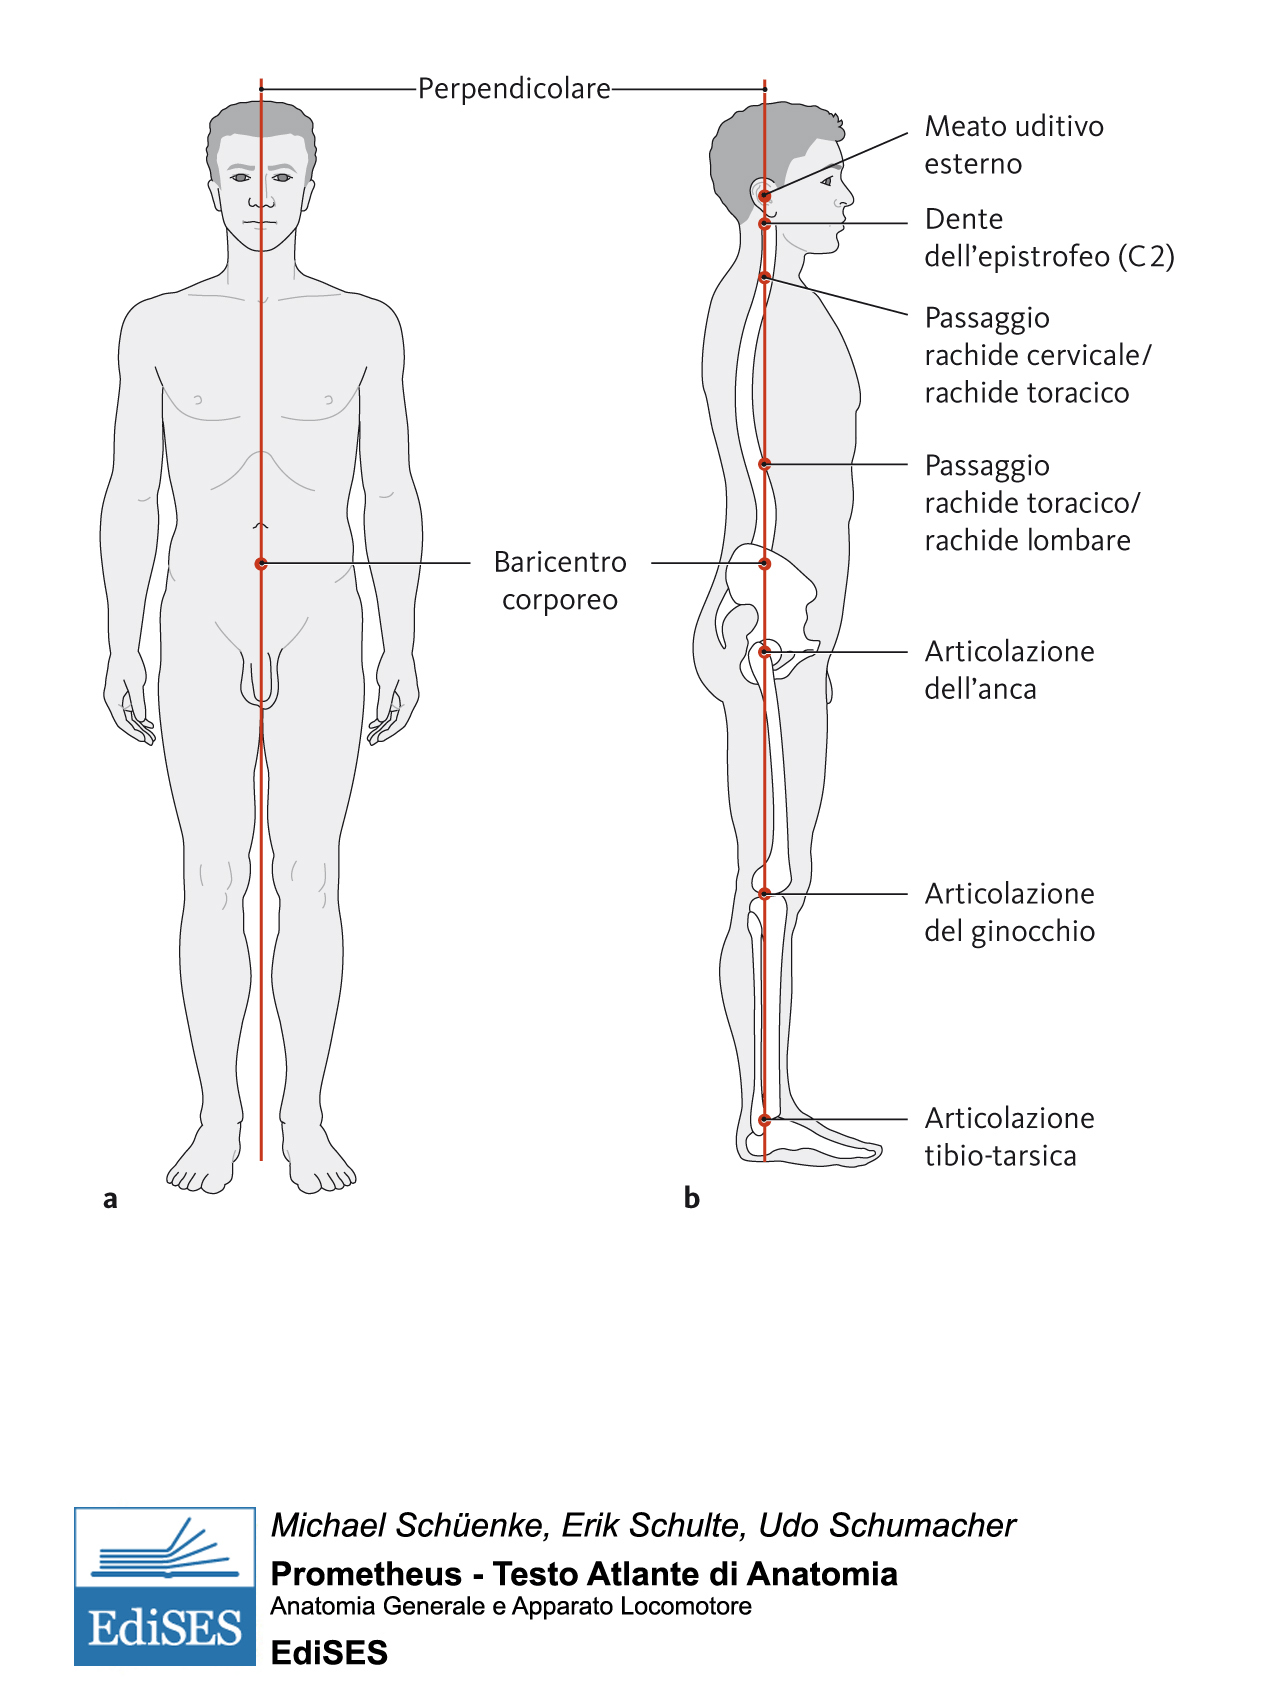 Perpendicolare
Meato uditivo
esterno
Dente
dell’epistrofeo (C 2)
Passaggio
rachide cervicale/
rachide toracico
Passaggio
rachide toracico/
rachide lombare
Baricentro
corporeo
Articolazione
dell’anca
Articolazione
del ginocchio
Articolazione
tibio-tarsica
a
b
Michael Schüenke, Erik Schulte, Udo Schumacher
Prometheus - Testo Atlante di Anatomia
Anatomia Generale e Apparato Locomotore
EdiSES
EdiSES